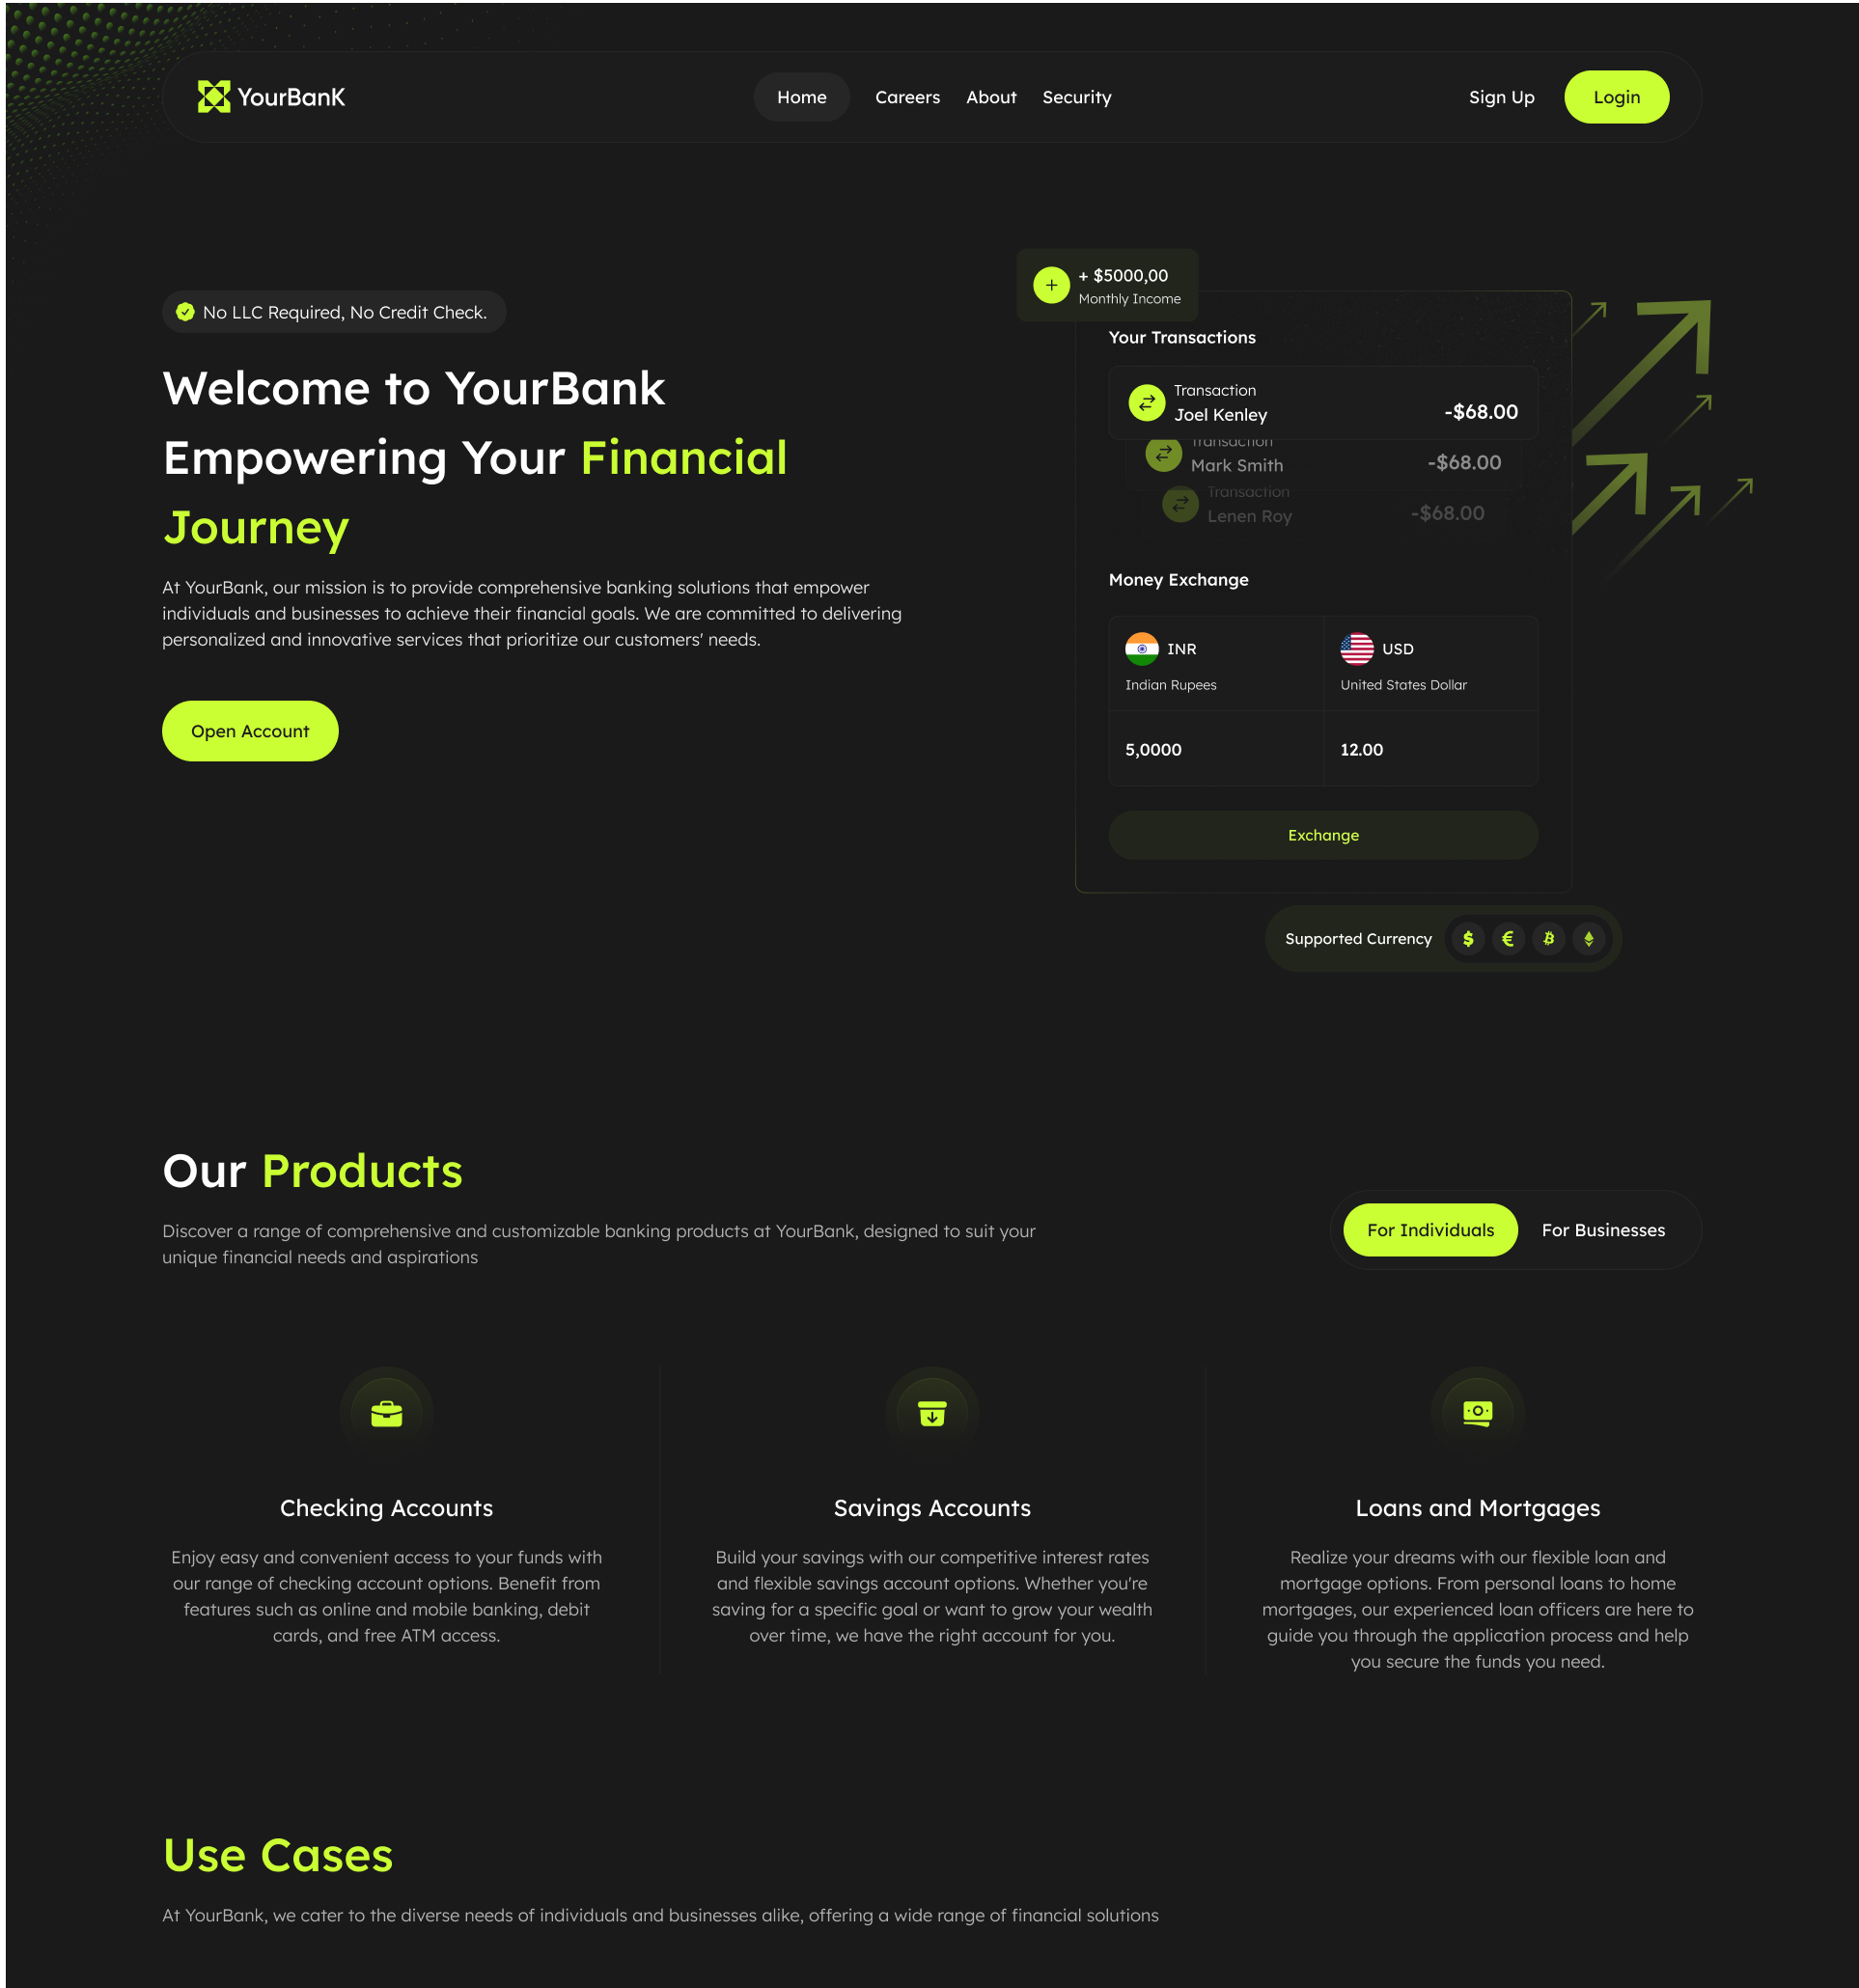 YourBanK
Home
Careers
About
Security
Sign Up
Login
No LLC Required, No Credit Check.
Welcome to YourBank
Empowering Your Financial
Journey
At YourBank, our mission is to provide comprehensive banking solutions that empower
individuals and businesses to achieve their financial goals. We are committed to delivering
personalized and innovative services that prioritize our customers' needs.
Open Account
+ $5000,00
Monthly Income
Your Transactions
Transaction
Joel Kenley
-$68.00
Transaction
Mark Smith
-$68.00
Transaction
Lenen Roy
-$68.00
Money Exchange
INR
Indian Rupees
USD
United States Dollar
5,0000
12.00
Exchange
Supported Currency
Our Products
Discover a range of comprehensive and customizable banking products at YourBank, designed to suit your
unique financial needs and aspirations
For Individuals
For Businesses
Checking Accounts
Enjoy easy and convenient access to your funds with
our range of checking account options. Benefit from
features such as online and mobile banking, debit
cards, and free ATM access.
Savings Accounts
Build your savings with our competitive interest rates
and flexible savings account options. Whether you're
saving for a specific goal or want to grow your wealth
over time, we have the right account for you.
Loans and Mortgages
Realize your dreams with our flexible loan and
mortgage options. From personal loans to home
mortgages, our experienced loan officers are here to
guide you through the application process and help
you secure the funds you need.
Use Cases
At YourBank, we cater to the diverse needs of individuals and businesses alike, offering a wide range of financial solutions